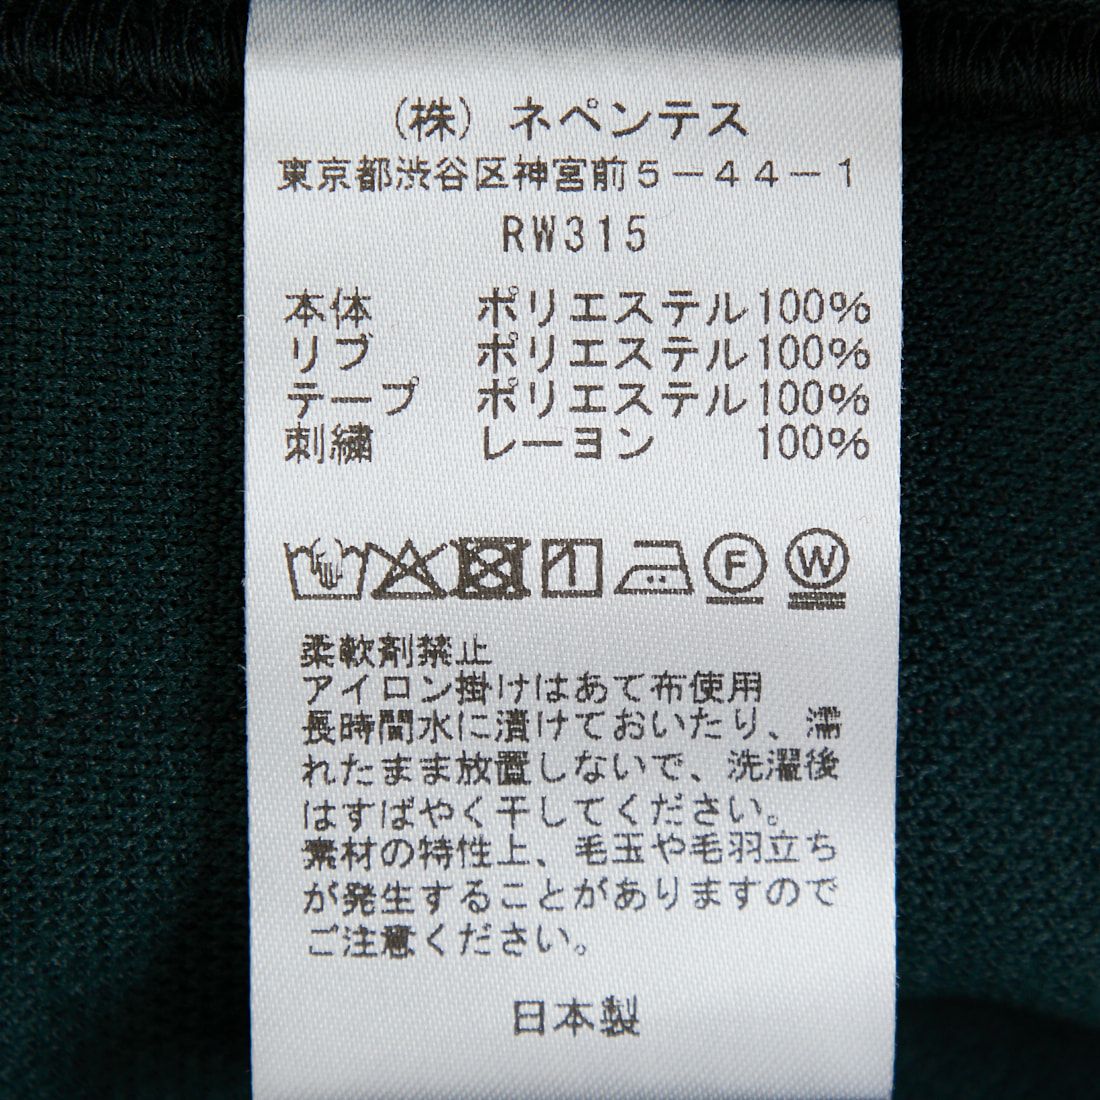 (株) ネペンテス
東京都渋谷区神宮前5-44-1
RW315
本体 ポリエステル100%
リブ ポリエステル100%
テープ ポリエステル100%
刺繍 レーヨン 100%
F W
柔軟剤禁止
アイロン掛けはあて布使用
長時間水に漬けておいたり、濡
れたまま放置しないで、洗濯後
はすばやく干してください。
素材の特性上、毛玉や毛羽立ち
が発生することがありますので
ご注意ください。
日本製